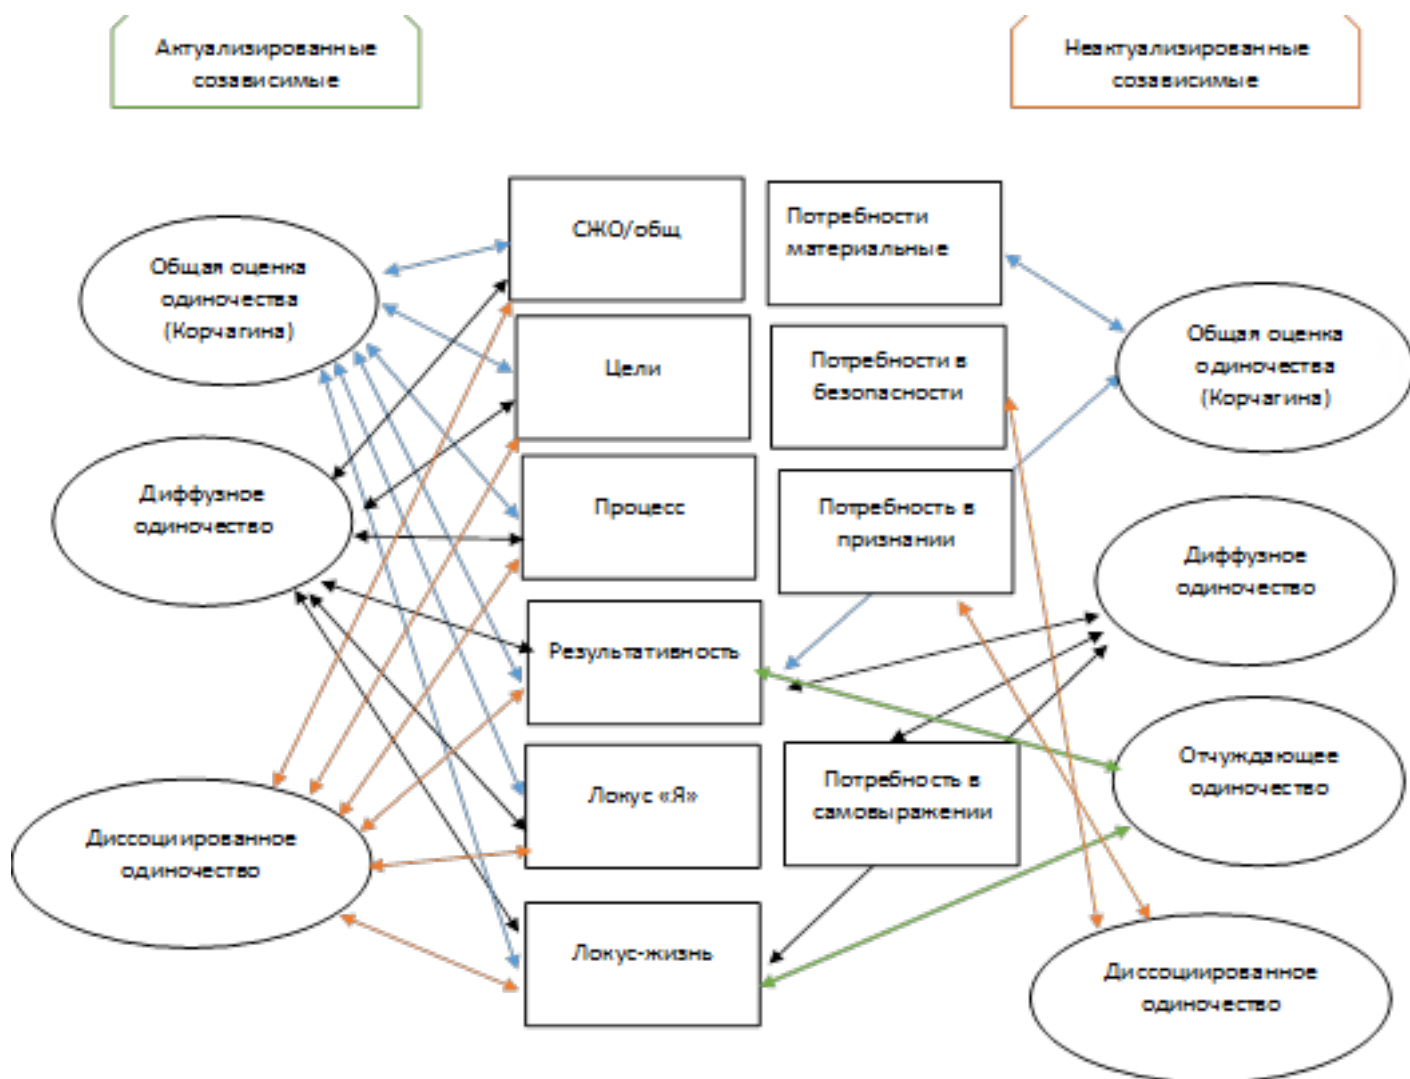 Актуализированные
созависимые
Неактуализированные
созависимые
СЖО/общ
Потребности
материальные
Общая оценка
одиночества
(Корчагина)
Цели
Потребности в
безопасности
Общая оценка
одиночества
(Корчагина)
Диффузное
одиночество
Процесс
Потребность в
признании
Диффузное
одиночество
Результативность
Локус «Я»
Потребность в
самовыражении
Отчуждающее
одиночество
Диссоциированное
одиночество
Локус-жизнь
Диссоциированное
одиночество